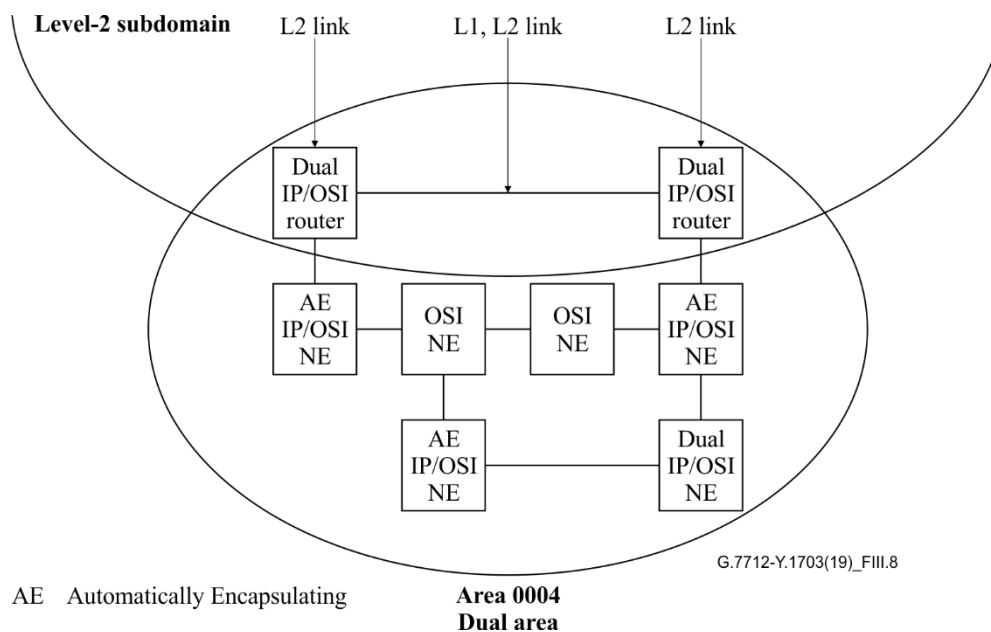 Level-2 subdomain
L2 link
L1, L2 link
L2 link
Dual
IP/OSI
router
Dual
IP/OSI
router
AE
IP/OSI
NE
OSI
NE
OSI
NE
AE
IP/OSI
NE
AE
IP/OSI
NE
Dual
IP/OSI
NE
G.7712-Y.1703(19)_FIII.8
AE Automatically Encapsulating
Area 0004
Dual area